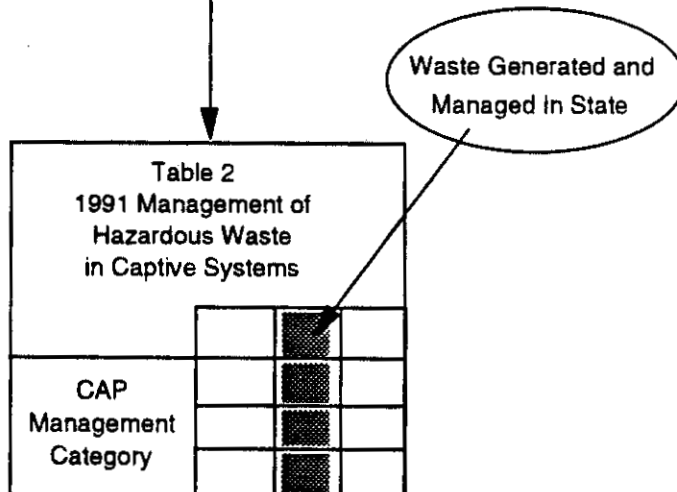 Waste Generated and
Managed in State
Table 2
1991 Management of
Hazardous Waste
in Captive Systems
CAP
Management
Category